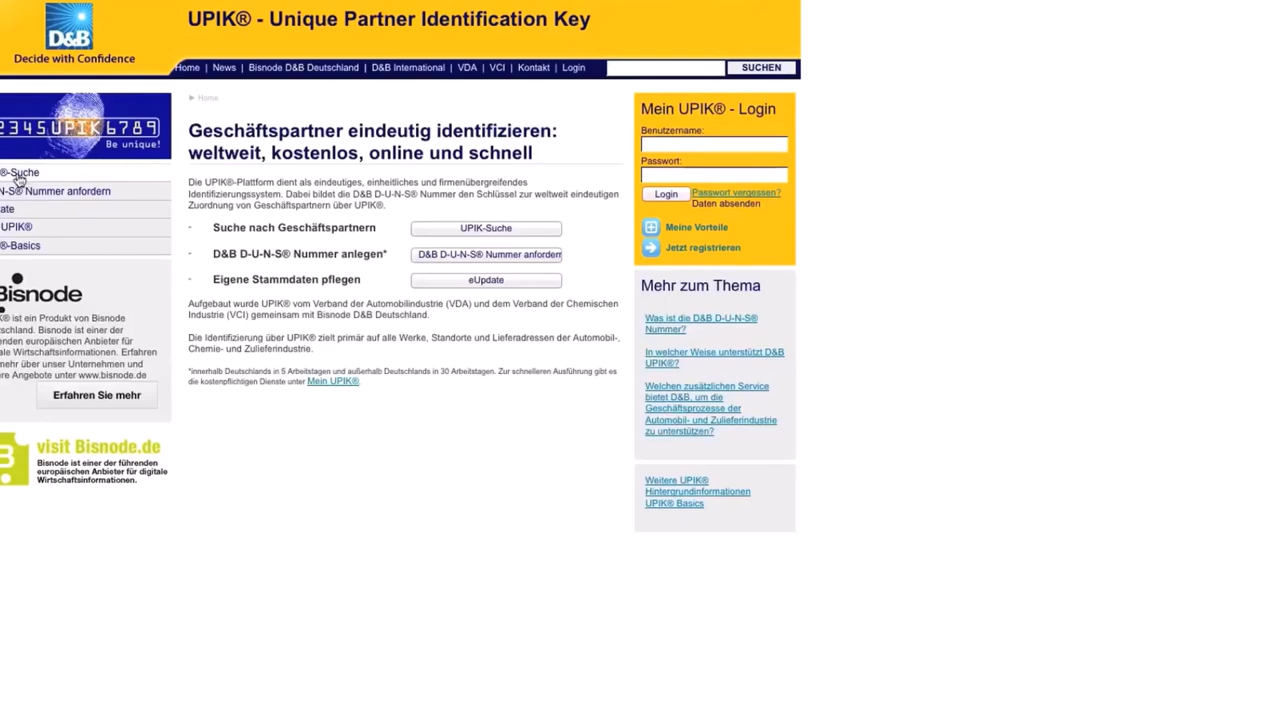 UPIK® - Unique Partner Identification Key
D&B
Decide with Confidence
Home | News | Bisnode D&B Deutschland | D&B International | VDA | VCI | Kontakt | Login
SUCHEN
2345 UPIK 6789
Be unique!
®-Suche
N-S® Nummer anfordern
ate
UPIK®
®-Basics
Bisnode
K® ist ein Produkt von Bisnode
tschland. Bisnode ist einer der
enden europäischen Anbieter für
ale Wirtschaftsinformationen. Erfahren
mehr über unser Unternehmen und
ere Angebote unter www.bisnode.de
Erfahren Sie mehr
B
visit Bisnode.de
Bisnode ist einer der führenden
europäischen Anbieter für digitale
Wirtschaftsinformationen.
► Home
Geschäftspartner eindeutig identifizieren:
weltweit, kostenlos, online und schnell
Die UPIK®-Plattform dient als eindeutiges, einheitliches und firmenübergreifendes
Identifizierungssystem. Dabei bildet die D&B D-U-N-S® Nummer den Schlüssel zur weltweit eindeutigen
Zuordnung von Geschäftspartnern über UPIK®.
- Suche nach Geschäftspartnern UPIK-Suche
- D&B D-U-N-S® Nummer anlegen* D&B D-U-N-S® Nummer anfordern
- Eigene Stammdaten pflegen eUpdate
Aufgebaut wurde UPIK® vom Verband der Automobilindustrie (VDA) und dem Verband der Chemischen
Industrie (VCI) gemeinsam mit Bisnode D&B Deutschland.
Die Identifizierung über UPIK® zielt primär auf alle Werke, Standorte und Lieferadressen der Automobil-,
Chemie- und Zulieferindustrie.
*innerhalb Deutschlands in 5 Arbeitstagen und außerhalb Deutschlands in 30 Arbeitstagen. Zur schnelleren Ausführung gibt es
die kostenpflichtigen Dienste unter Mein UPIK®.
Mein UPIK® - Login
Benutzername:
Passwort:
Login Passwort vergessen?
Daten absenden
Meine Vorteile
Jetzt registrieren
Mehr zum Thema
Was ist die D&B D-U-N-S®
Nummer?
In welcher Weise unterstützt D&B
UPIK®?
Welchen zusätzlichen Service
bietet D&B, um die
Geschäftsprozesse der
Automobil- und Zulieferindustrie
zu unterstützen?
Weitere UPIK®
Hintergrundinformationen
UPIK® Basics